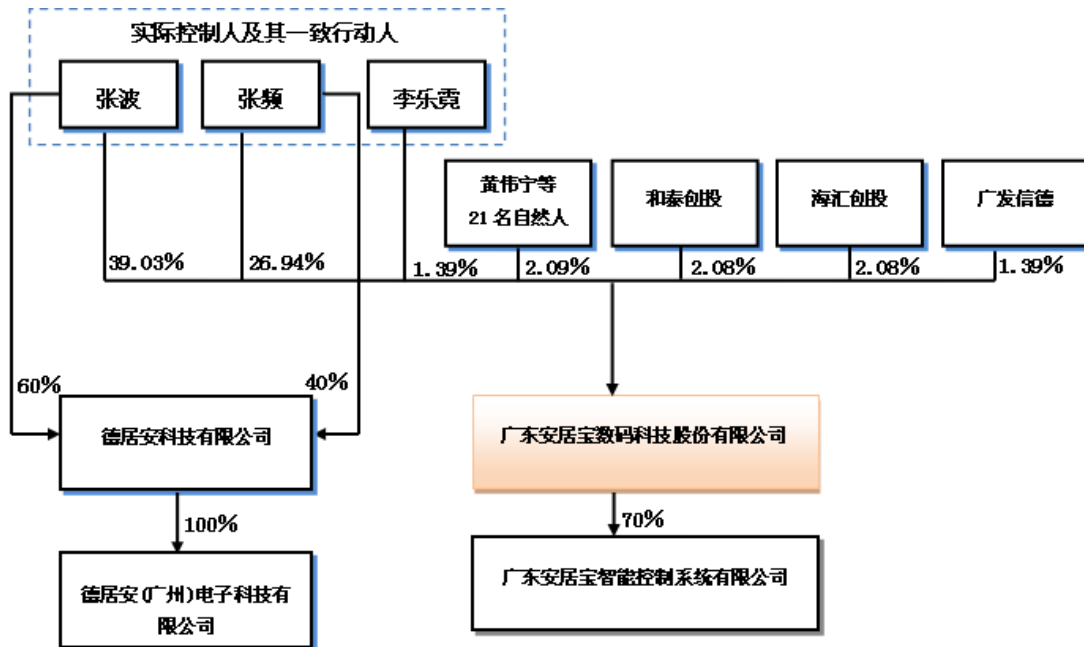 实际控制人及其一致行动人
张波
张频
李乐霓
黄伟宁等
21 名自然人
和泰创投
海汇创投
广发信德
39.03%
26.94%
1.39%
2.09%
2.08%
2.08%
1.39%
60%
40%
德居安科技有限公司
广东安居宝数码科技股份有限公司
100%
70%
德居安(广州)电子科技有
限公司
广东安居宝智能控制系统有限公司